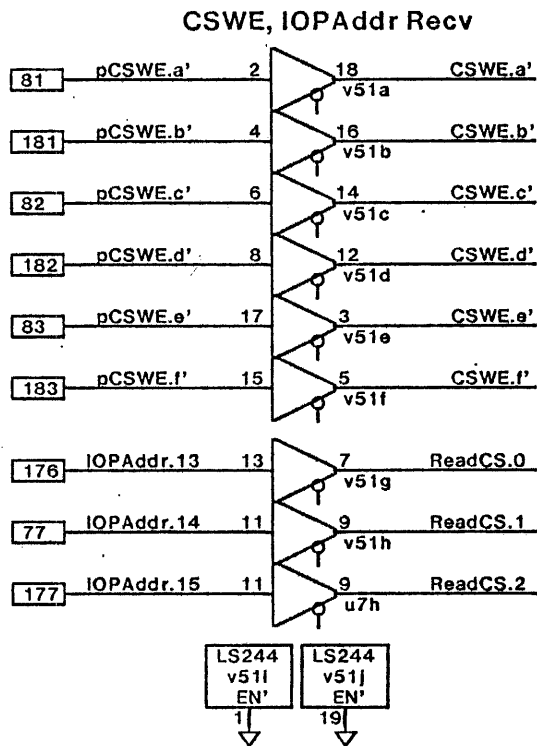 CSWE, IOPAddr Recv
81 pCSWE.a' 2 18 CSWE.a'
v51a
181 pCSWE.b' 4 16 CSWE.b'
v51b
82 pCSWE.c' 6 14 CSWE.c'
v51c
182 pCSWE.d' 8 12 CSWE.d'
v51d
83 pCSWE.e' 17 3 CSWE.e'
v51e
183 pCSWE.f' 15 5 CSWE.f'
v51f
176 IOPAddr.13 13 7 ReadCS.0
v51g
77 IOPAddr.14 11 9 ReadCS.1
v51h
177 IOPAddr.15 11 9 ReadCS.2
u7h
LS244 LS244
v51i v51j
EN' EN'
1 19